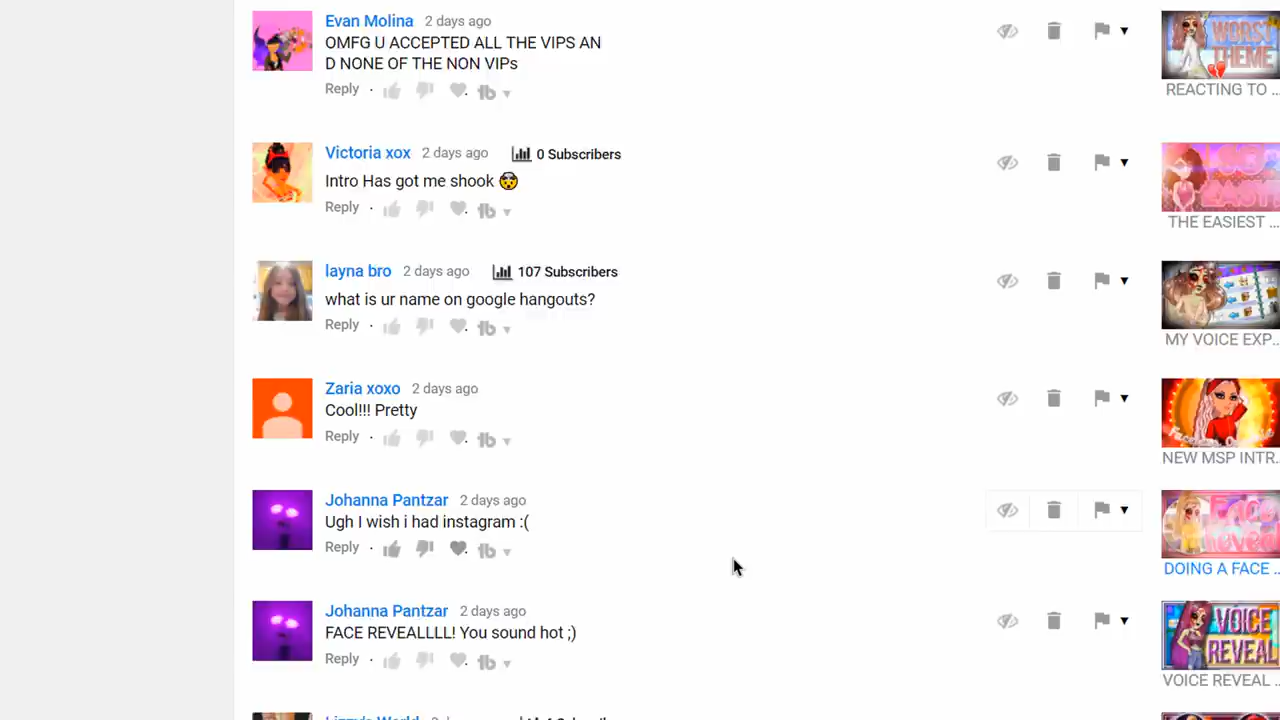 Evan Molina 2 days ago
OMFG U ACCEPTED ALL THE VIPS AN
D NONE OF THE NON VIPs
Reply
WORST
THEME
REACTING TO ...
Victoria xox 2 days ago 0 Subscribers
Intro Has got me shook 😲
Reply
THE EASIEST ...
layna bro 2 days ago 107 Subscribers
what is ur name on google hangouts?
Reply
MY VOICE EXP...
Zaria xoxo 2 days ago
Cool!!! Pretty
Reply
NEW MSP INTR...
Johanna Pantzar 2 days ago
Ugh I wish i had instagram :(
Reply
Face
Reveal
DOING A FACE ...
Johanna Pantzar 2 days ago
FACE REVEALLLL! You sound hot ;)
Reply
VOICE
REVEAL
VOICE REVEAL ...